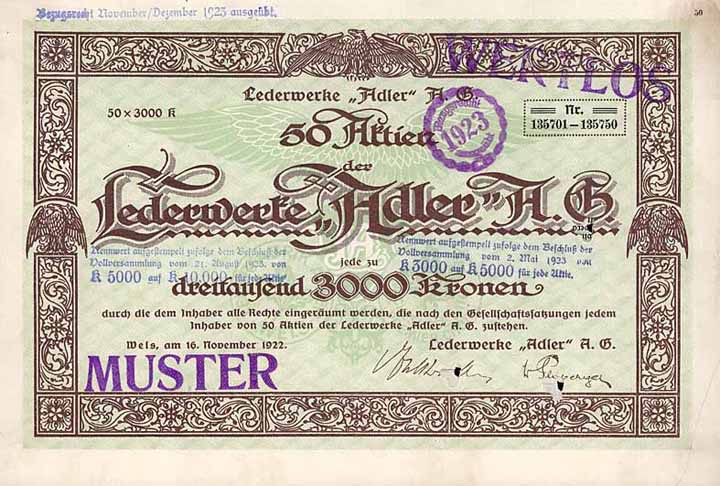 Bezugsrecht November/Dezember 1923 ausgeübt.
50
WERTLOS
Lederwerke „Adler" A. G.
50 × 3000 K
Nr.
135701—135750
50 Aktien
1923
der
Lederwerke „Adler" A. G.
Nennwert aufgestempelt zufolge dem Beschluß der
Vollversammlung vom 21. August 1923. von
K 5000 auf K 10.000 für jede Aktie
Nennwert aufgestempelt zufolge dem Beschluß der
Vollversammlung vom 2. Mai 1923 von
K 3000 auf K 5000 für jede Aktie.
jede zu
dreitausend 3000 Kronen
durch die dem Inhaber alle Rechte eingeräumt werden, die nach den Gesellschaftsatzungen jedem
Inhaber von 50 Aktien der Lederwerke „Adler" A. G. zustehen.
Wels, am 16. November 1922.
Lederwerke „Adler" A. G.
MUSTER